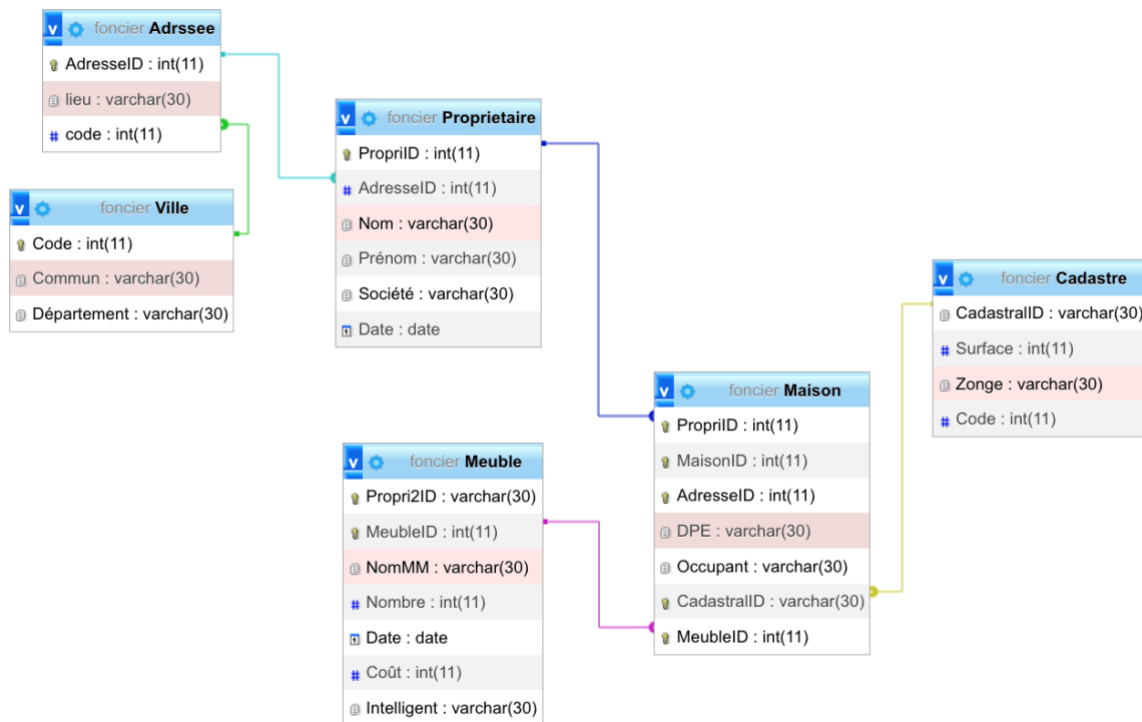 foncier Adrssee
AdresseID : int(11)
lieu : varchar(30)
code : int(11)
foncier Ville
Code : int(11)
Commun : varchar(30)
Département : varchar(30)
foncier Proprietaire
PropriID : int(11)
AdresseID : int(11)
Nom : varchar(30)
Prénom : varchar(30)
Société : varchar(30)
Date : date
foncier Meuble
Propri2ID : varchar(30)
MeubleID : int(11)
NomMM : varchar(30)
Nombre : int(11)
Date : date
Coût : int(11)
Intelligent : varchar(30)
foncier Maison
PropriID : int(11)
MaisonID : int(11)
AdresseID : int(11)
DPE : varchar(30)
Occupant : varchar(30)
CadastralID : varchar(30)
MeubleID : int(11)
foncier Cadastre
CadastralID : varchar(30)
Surface : int(11)
Zonge : varchar(30)
Code : int(11)